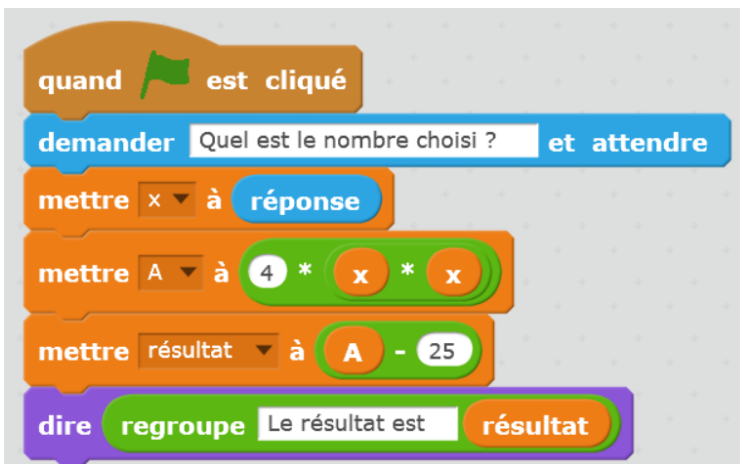 quand est cliqué
demander Quel est le nombre choisi ? et attendre
mettre x à réponse
mettre A à 4 * x * x
mettre résultat à A - 25
dire regroupe Le résultat est résultat